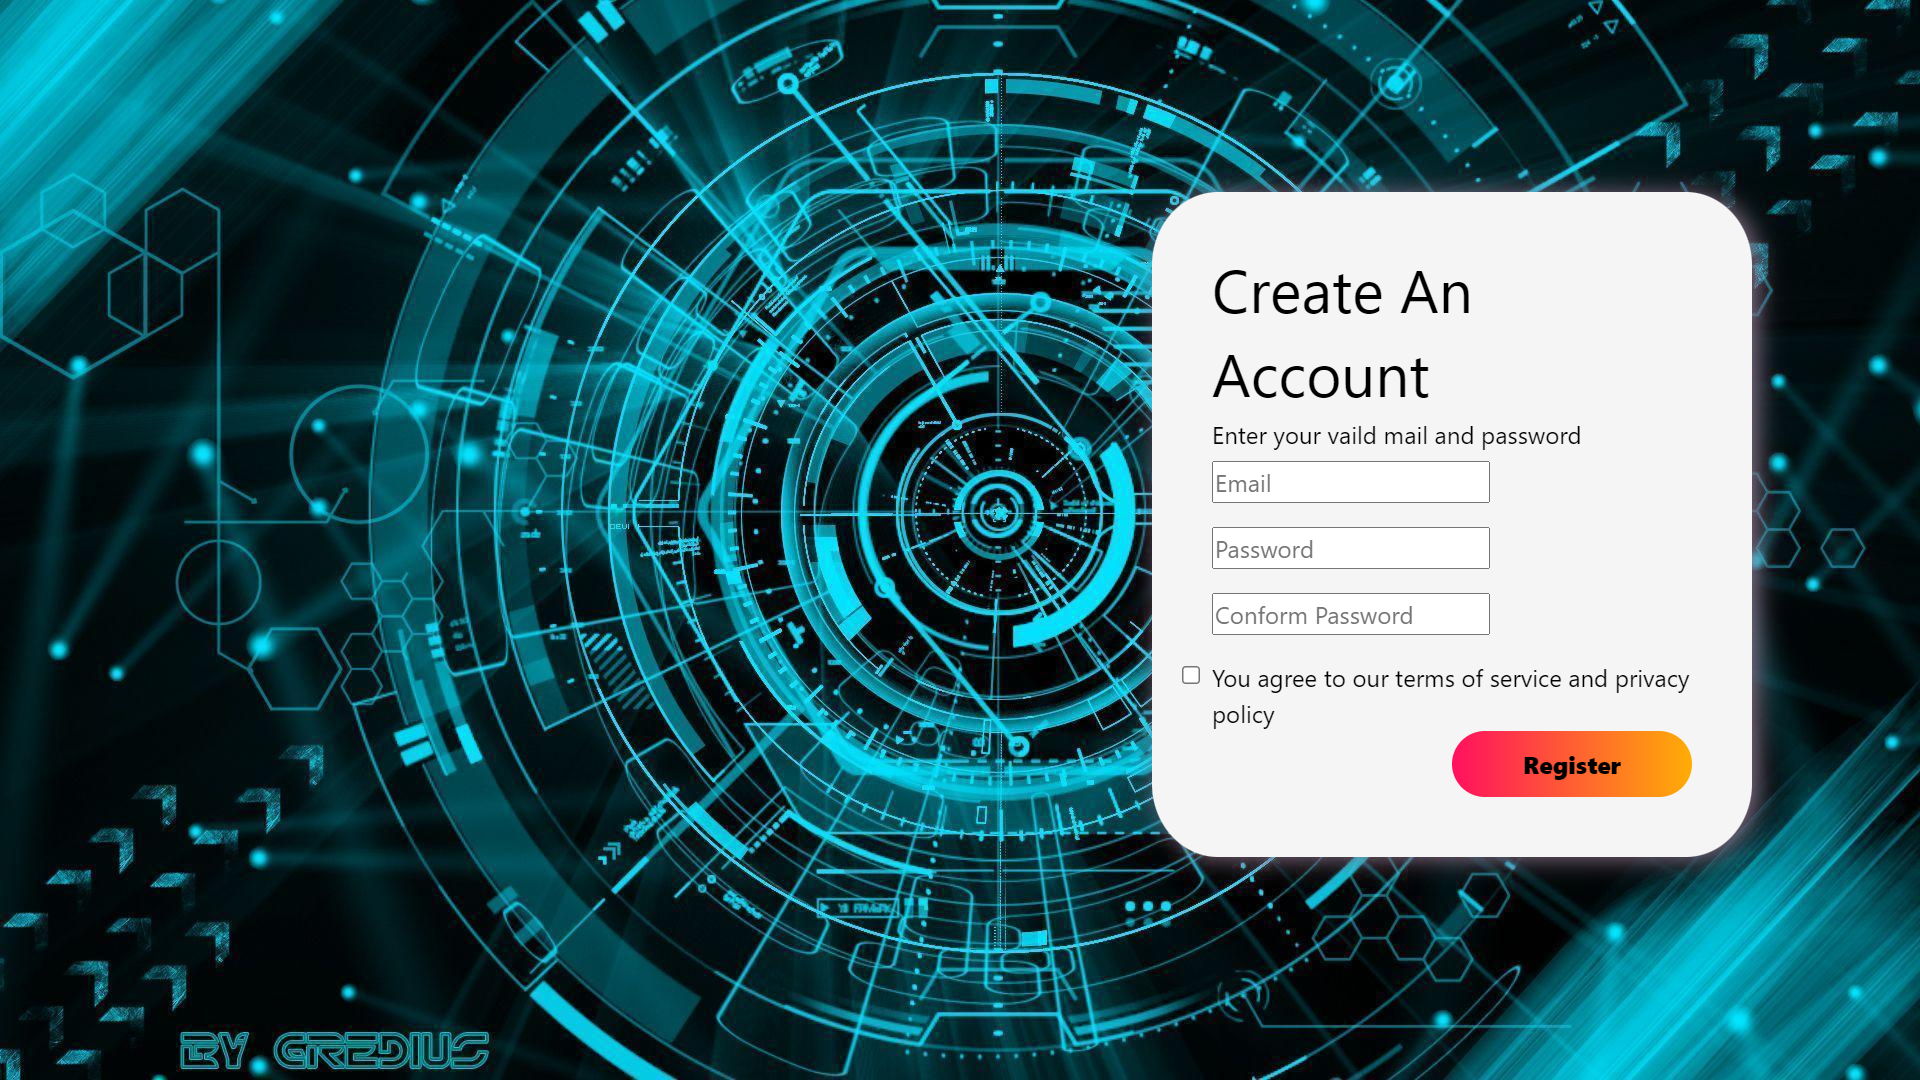 Create An
Account
Enter your vaild mail and password
Email
Password
Conform Password
You agree to our terms of service and privacy
policy
Register
BY GREDIUS